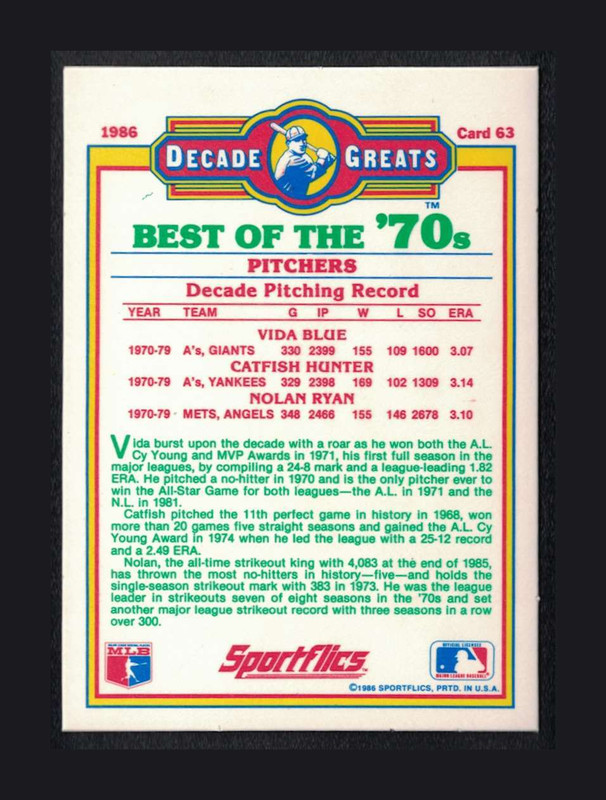 1986
Card 63
DECADE GREATS
TM
BEST OF THE '70s
PITCHERS
Decade Pitching Record
YEAR TEAM G IP W L SO ERA
VIDA BLUE
1970-79 A's, GIANTS 330 2399 155 109 1600 3.07
CATFISH HUNTER
1970-79 A's, YANKEES 329 2398 169 102 1309 3.14
NOLAN RYAN
1970-79 METS, ANGELS 348 2466 155 146 2678 3.10
Vida burst upon the decade with a roar as he won both the A.L.
Cy Young and MVP Awards in 1971, his first full season in the
major leagues, by compiling a 24-8 mark and a league-leading 1.82
ERA. He pitched a no-hitter in 1970 and is the only pitcher ever to
win the All-Star Game for both leagues—the A.L. in 1971 and the
N.L. in 1981.
Catfish pitched the 11th perfect game in history in 1968, won
more than 20 games five straight seasons and gained the A.L. Cy
Young Award in 1974 when he led the league with a 25-12 record
and a 2.49 ERA.
Nolan, the all-time strikeout king with 4,083 at the end of 1985,
has thrown the most no-hitters in history—five—and holds the
single-season strikeout mark with 383 in 1973. He was the league
leader in strikeouts seven of eight seasons in the '70s and set
another major league strikeout record with three seasons in a row
over 300.
MLB
Sportflics
OFFICIAL LICENSEE
MAJOR LEAGUE BASEBALL
©1986 SPORTFLICS, PRTD. IN U.S.A.